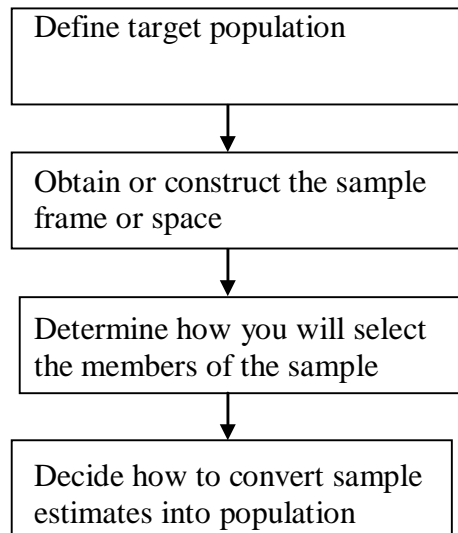 Define target population
Obtain or construct the sample
frame or space
Determine how you will select
the members of the sample
Decide how to convert sample
estimates into population